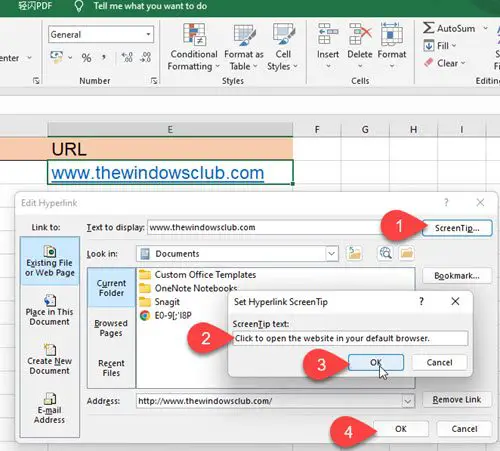 轻闪PDF
Tell me what you want to do
General
AutoSum
Fill
Clear
enter
%
Conditional Formatting
Format as Table
Cell Styles
Insert
Delete
Format
Number
Styles
Cells
Editing
E
F
G
H
I
URL
www.thewindowsclub.com
Edit Hyperlink
?
Link to:
Text to display:
www.thewindowsclub.com
1
ScreenTip...
Existing File or Web Page
Look in:
Documents
Current Folder
Custom Office Templates
OneNote Notebooks
Snagit
Bookmark...
Place in This Document
Browsed Pages
Set Hyperlink ScreenTip
?
ScreenTip text:
2
Click to open the website in your default browser.
Create New Document
Recent Files
3
OK
Cancel
E-mail Address
Address:
http://www.thewindowsclub.com/
Remove Link
4
OK
Cancel